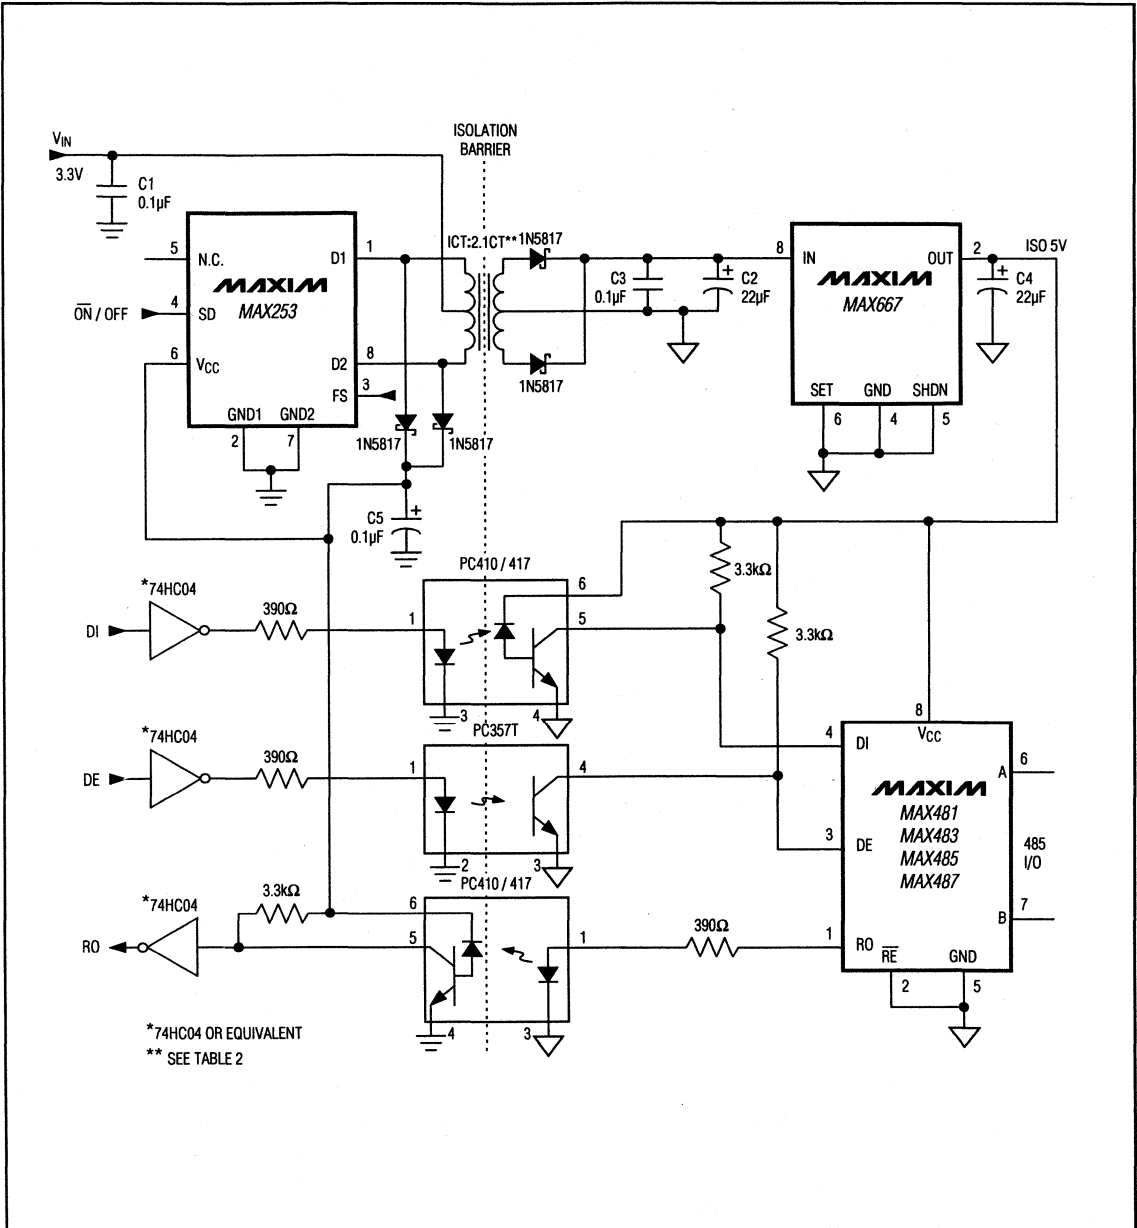 ISOLATION
BARRIER
VIN
3.3V
C1
0.1µF
5
N.C.
D1
1
MAXIM
MAX253
ON / OFF
4
SD
6
VCC
D2
8
FS
3
GND1
GND2
2
7
ICT:2.1CT**
1N5817
1N5817
1N5817
1N5817
C3
0.1µF
+
C2
22µF
8
IN
OUT
2
ISO 5V
MAXIM
MAX667
+
C4
22µF
SET
GND
SHDN
6
4
5
C5
0.1µF
+
PC410 / 417
*74HC04
DI
390Ω
1
6
5
3
4
3.3kΩ
3.3kΩ
PC357T
*74HC04
DE
390Ω
1
4
2
3
PC410 / 417
*74HC04
RO
3.3kΩ
6
5
1
4
3
390Ω
8
VCC
4
DI
3
DE
1
RO
RE
GND
2
5
MAXIM
MAX481
MAX483
MAX485
MAX487
A
6
485
I/O
B
7
*74HC04 OR EQUIVALENT
** SEE TABLE 2